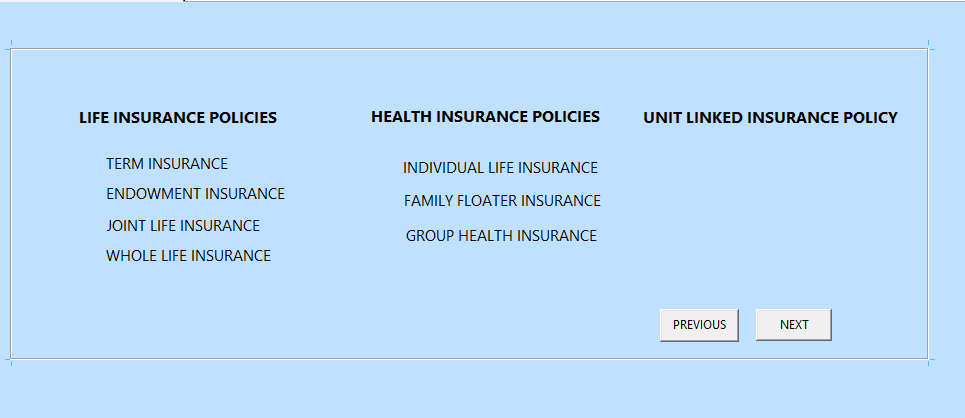 LIFE INSURANCE POLICIES
TERM INSURANCE
ENDOWMENT INSURANCE
JOINT LIFE INSURANCE
WHOLE LIFE INSURANCE
HEALTH INSURANCE POLICIES
INDIVIDUAL LIFE INSURANCE
FAMILY FLOATER INSURANCE
GROUP HEALTH INSURANCE
UNIT LINKED INSURANCE POLICY
PREVIOUS
NEXT